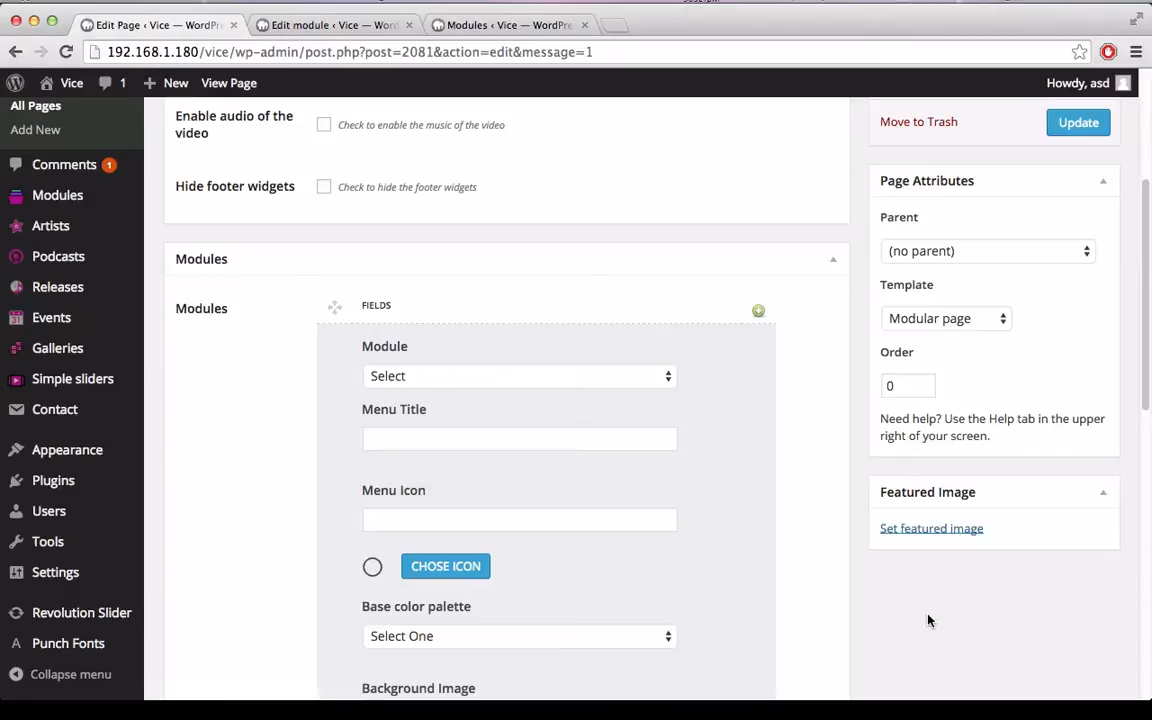 Edit Page ‹ Vice — WordPre
Edit module ‹ Vice — WordP
Modules ‹ Vice — WordPre
192.168.1.180/vice/wp-admin/post.php?post=2081&action=edit&message=1
Vice
1
New
View Page
Howdy, asd
All Pages
Add New
Comments 1
Modules
Artists
Podcasts
Releases
Events
Galleries
Simple sliders
Contact
Appearance
Plugins
Users
Tools
Settings
Revolution Slider
Punch Fonts
Collapse menu
Enable audio of the
video
Check to enable the music of the video
Hide footer widgets
Check to hide the footer widgets
Modules
Modules
FIELDS
Module
Select
Menu Title
Menu Icon
CHOSE ICON
Base color palette
Select One
Background Image
Move to Trash
Update
Page Attributes
Parent
(no parent)
Template
Modular page
Order
0
Need help? Use the Help tab in the upper
right of your screen.
Featured Image
Set featured image